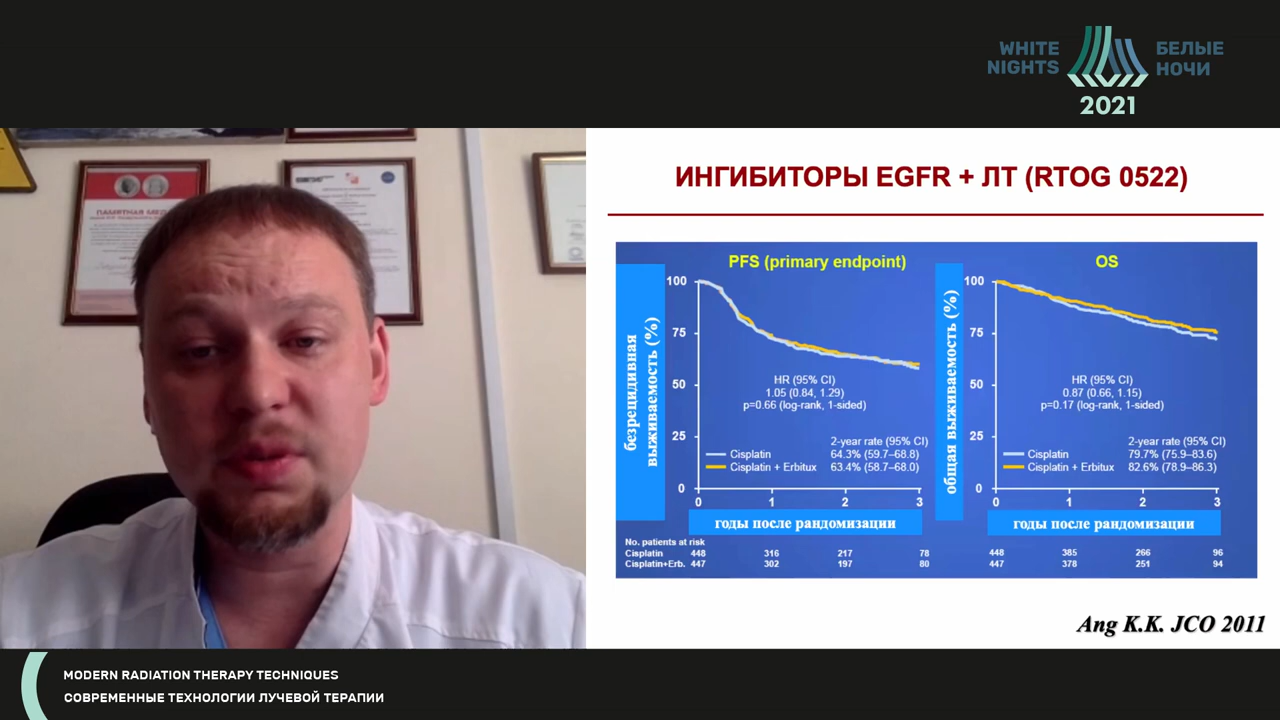 WHITE
NIGHTS
БЕЛЫЕ
НОЧИ
2021
ПАМЯТНАЯ
ИНГИБИТОРЫ EGFR + ЛТ (RTOG 0522)
PFS (primary endpoint)
безрецидивная
выживаемость (%)
100
75
50
25
0
HR (95% CI)
1.05 (0.84, 1.29)
p=0.66 (log-rank, 1-sided)
2-year rate (95% CI)
Cisplatin 64.3% (59.7–68.8)
Cisplatin + Erbitux 63.4% (58.7–68.0)
0 1 2 3
годы после рандомизации
OS
общая выживаемость (%)
100
75
50
25
0
HR (95% CI)
0.87 (0.66, 1.15)
p=0.17 (log-rank, 1-sided)
2-year rate (95% CI)
Cisplatin 79.7% (75.9–83.6)
Cisplatin + Erbitux 82.6% (78.9–86.3)
0 1 2 3
годы после рандомизации
No. patients at risk
Cisplatin 448 316 217 78 448 385 266 96
Cisplatin+Erb. 447 302 197 80 447 378 251 94
Ang K.K. JCO 2011
MODERN RADIATION THERAPY TECHNIQUES
СОВРЕМЕННЫЕ ТЕХНОЛОГИИ ЛУЧЕВОЙ ТЕРАПИИ